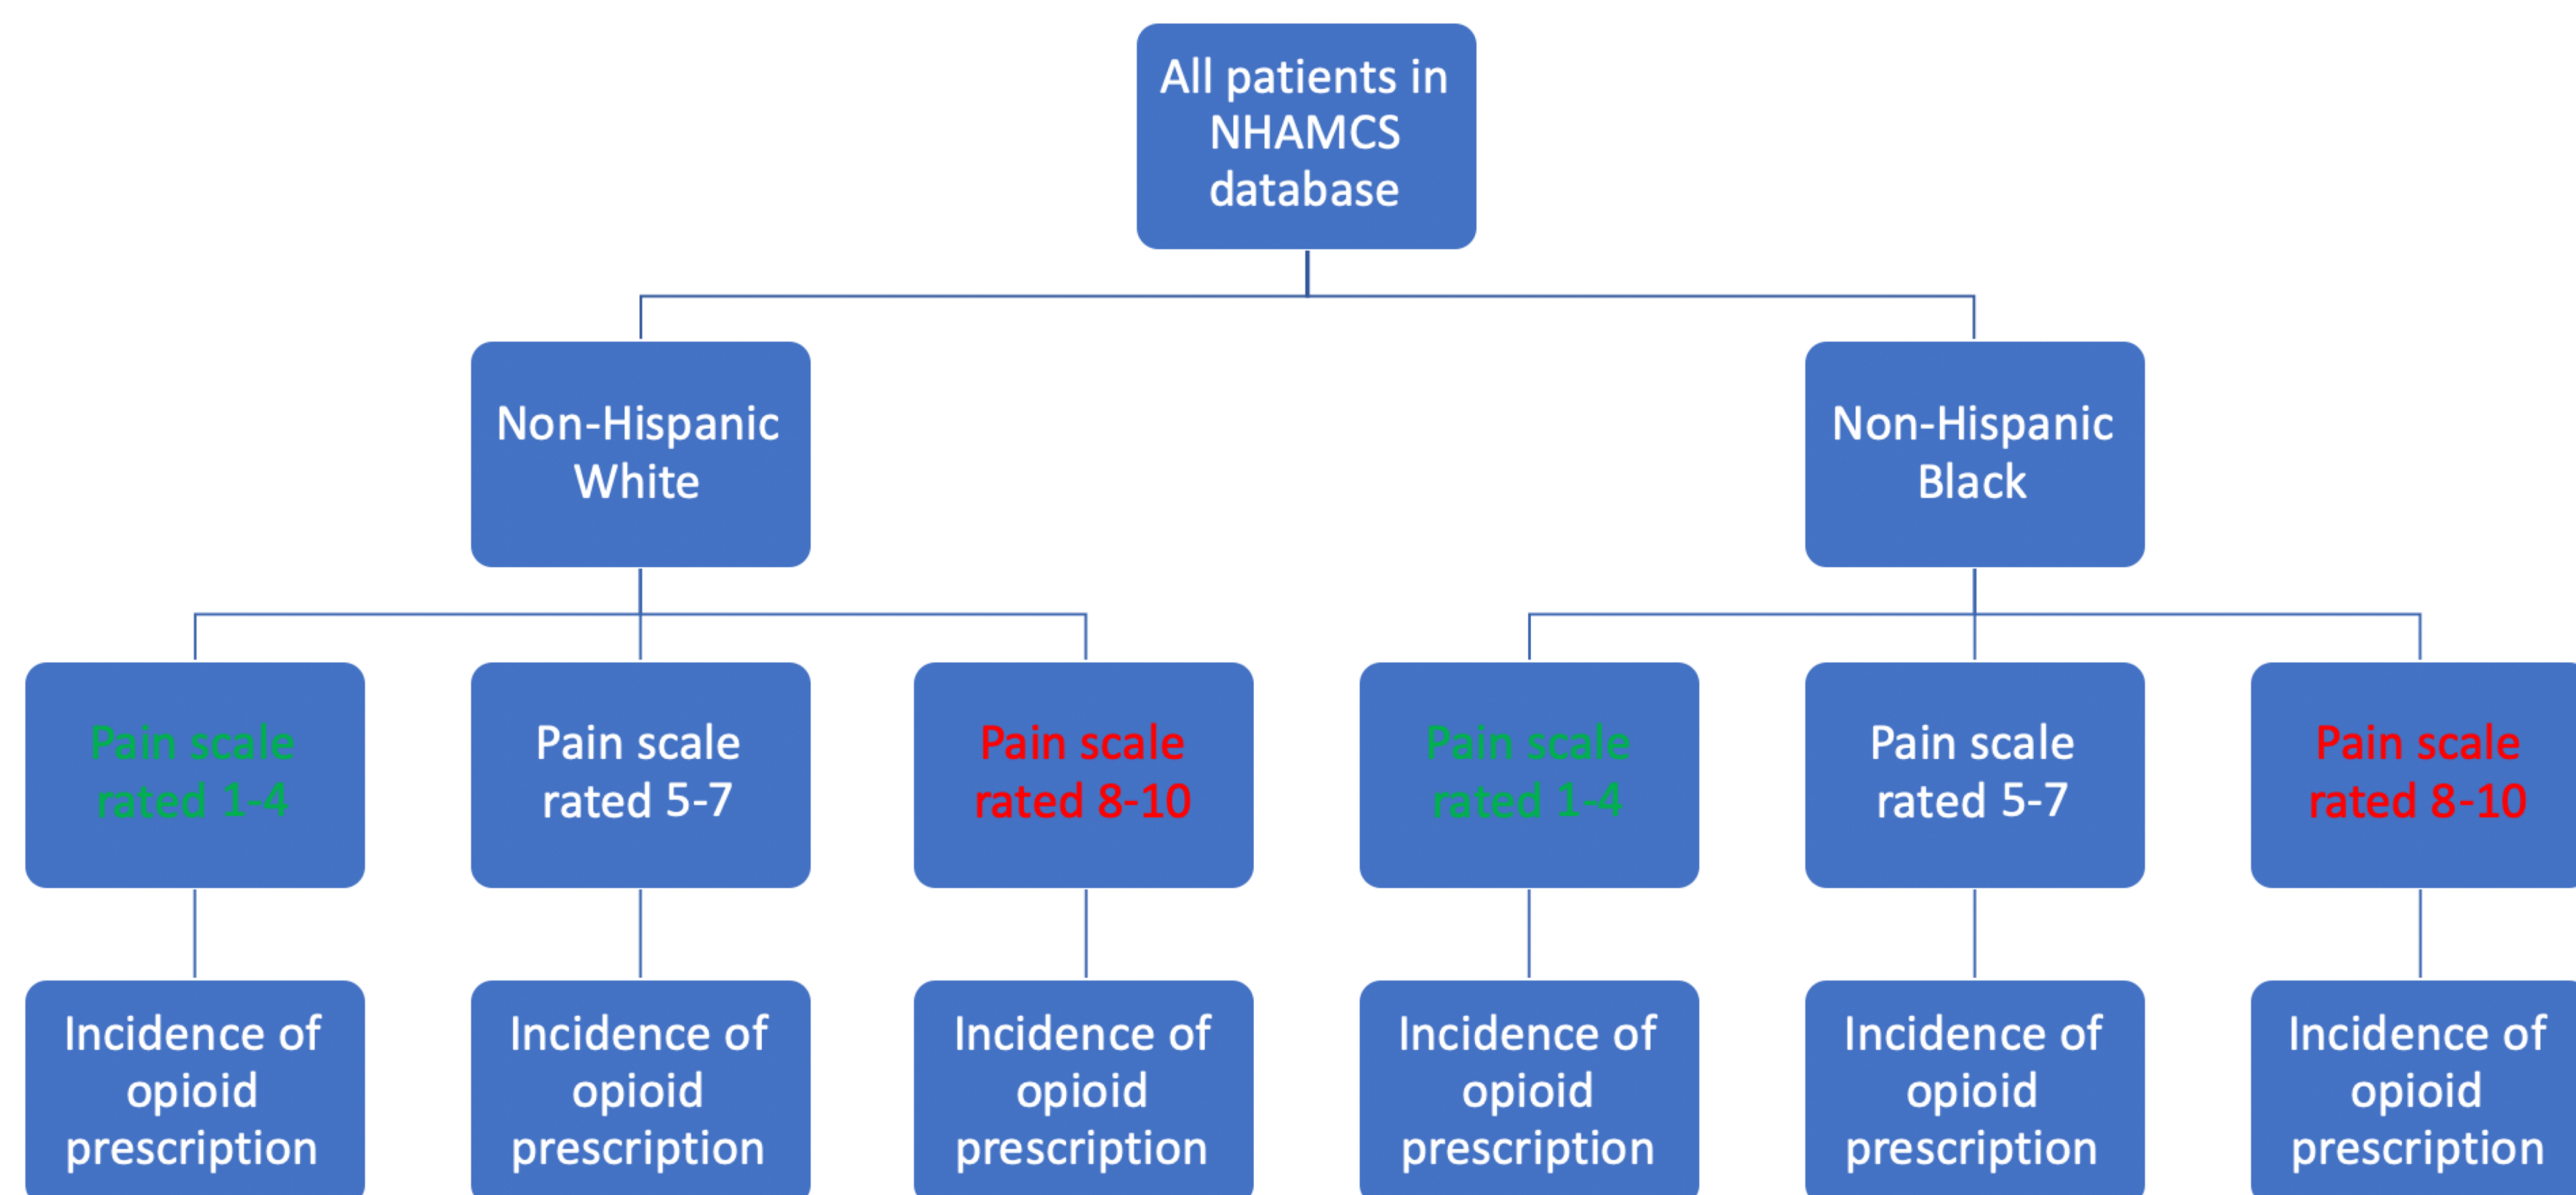 All patients in
NHAMCS
database
Non-Hispanic
White
Non-Hispanic
Black
Pain scale
rated 1-4
Pain scale
rated 5-7
Pain scale
rated 8-10
Pain scale
rated 1-4
Pain scale
rated 5-7
Pain scale
rated 8-10
Incidence of
opioid
prescription
Incidence of
opioid
prescription
Incidence of
opioid
prescription
Incidence of
opioid
prescription
Incidence of
opioid
prescription
Incidence of
opioid
prescription